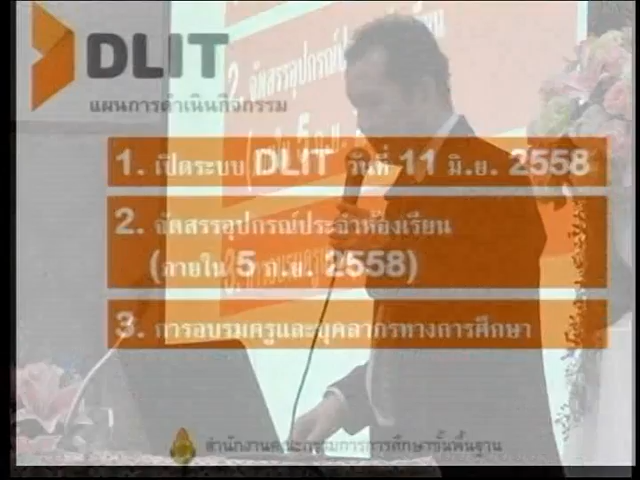 DLIT
แผนการดำเนินกิจกรรม
1. เปิดระบบ DLIT วันที่ 11 มิ.ย. 2558
2. จัดสรรอุปกรณ์ประจำห้องเรียน
(ภายใน 5 ก.ย. 2558)
3. การอบรมครูและบุคลากรทางการศึกษา
สำนักงานคณะกรรมการการศึกษาขั้นพื้นฐาน